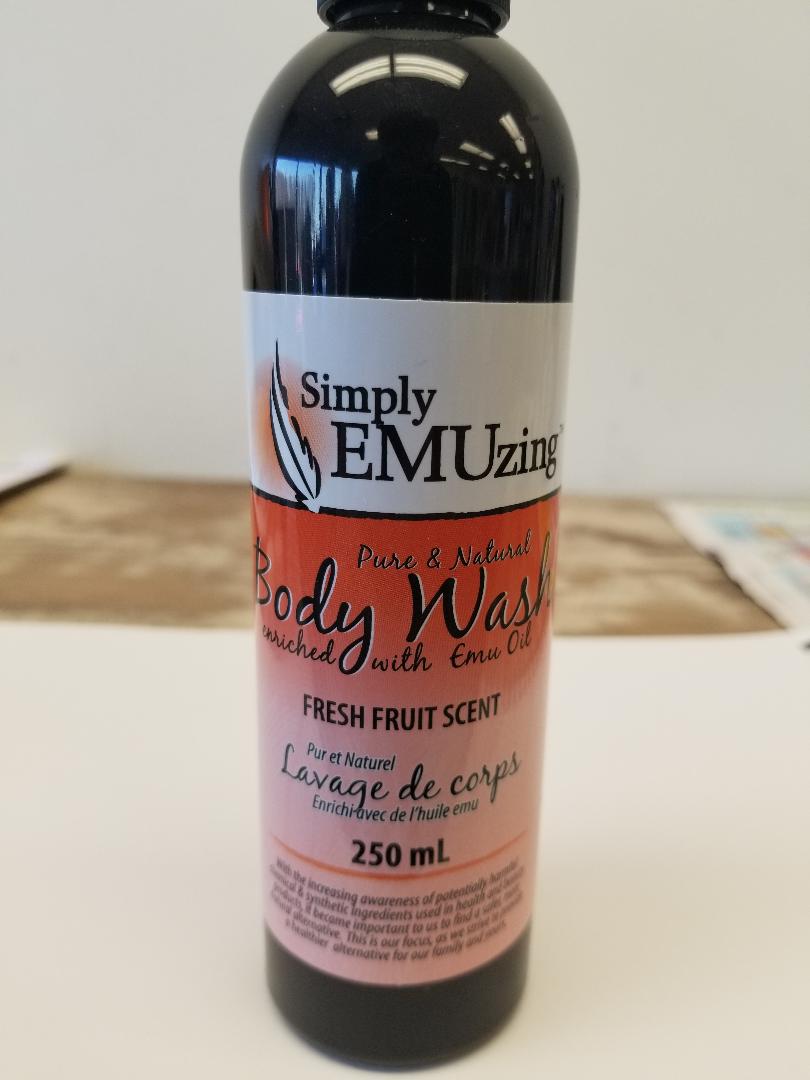 Simply
EMUzing
Pure & Natural
Body Wash
enriched with Emu Oil
FRESH FRUIT SCENT
Pur et Naturel
Lavage de corps
Enrichi avec de l'huile emu
250 mL
With the increasing awareness of potentially harmful
chemical & synthetic ingredients used in health and beauty
products, it became important to us to find a safer, more
natural alternative. This is our focus, as we strive to provide
a healthier alternative for our family and yours.